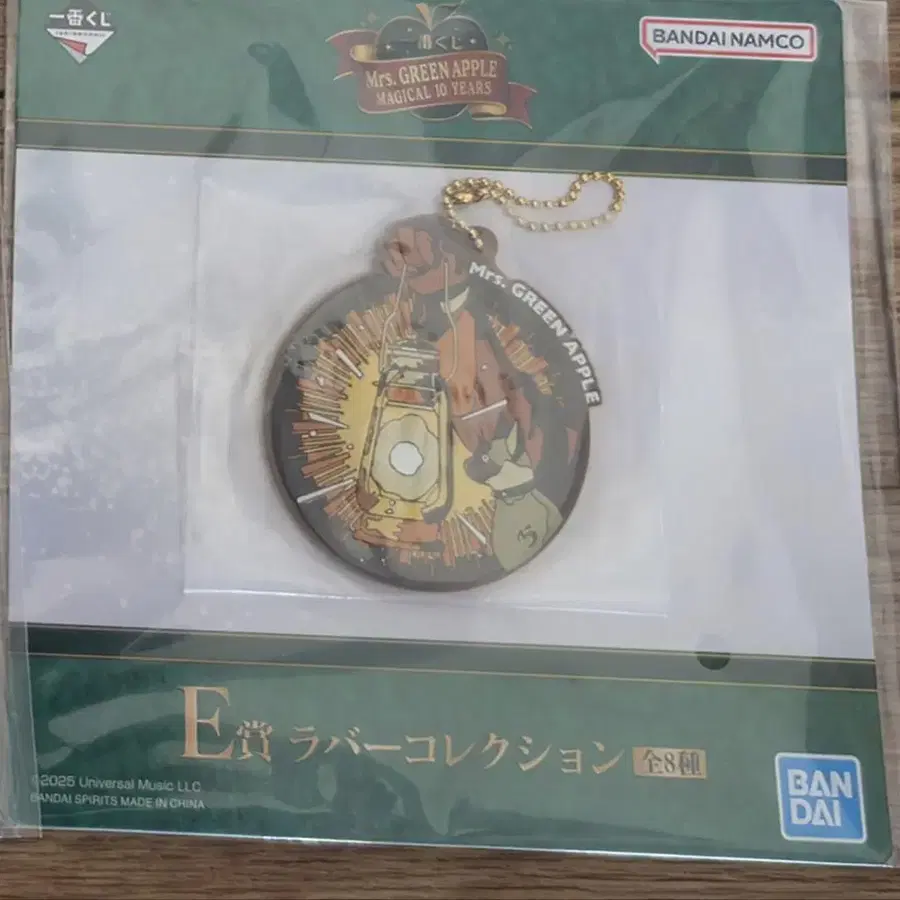 一番くじ
一番くじ
Mrs. GREEN APPLE
MAGICAL 10 YEARS
BANDAI NAMCO
Mrs. GREEN APPLE
E賞 ラバーコレクション 全8種
©2025 Universal Music LLC
BANDAI SPIRITS MADE IN CHINA
BAN
DAI